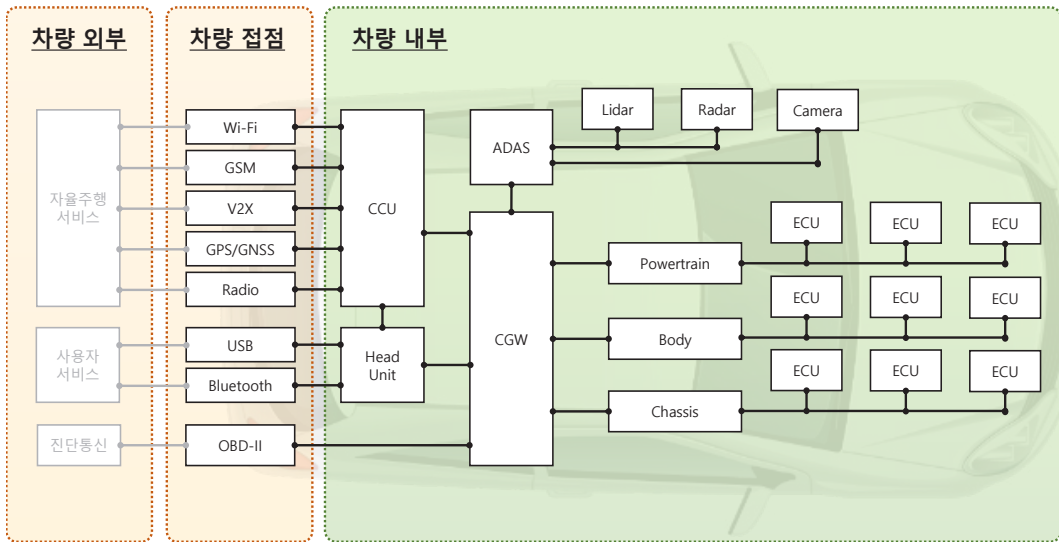 차량 외부
차량 접점
차량 내부
자율주행
서비스
사용자
서비스
진단통신
Wi-Fi
GSM
V2X
GPS/GNSS
Radio
USB
Bluetooth
OBD-II
CCU
Head
Unit
ADAS
CGW
Lidar
Radar
Camera
Powertrain
ECU
ECU
ECU
Body
ECU
ECU
ECU
Chassis
ECU
ECU
ECU